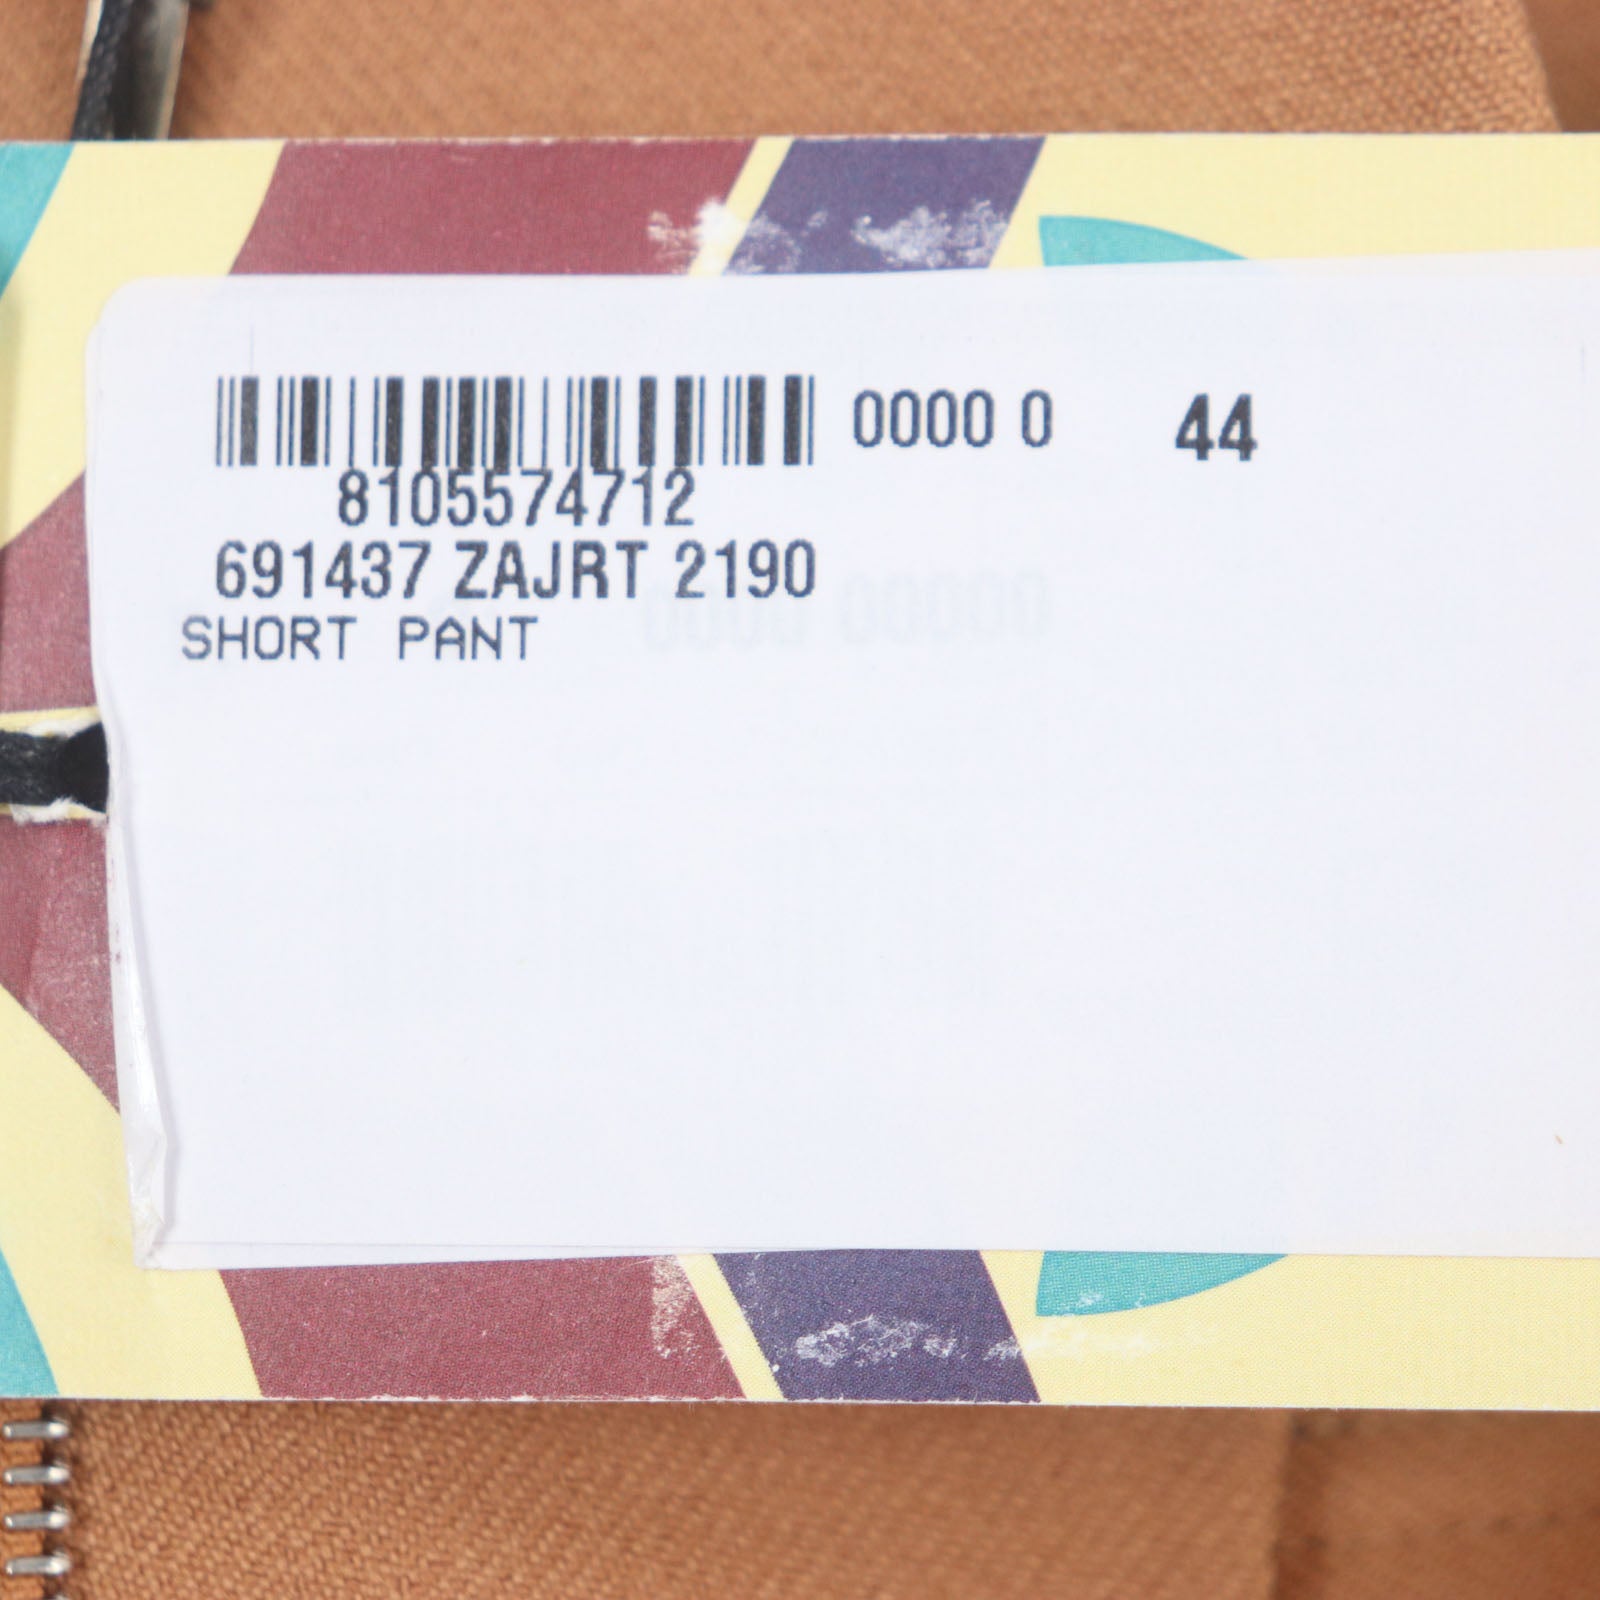 0000 0 44
8105574712
691437 ZAJRT 2190
SHORT PANT